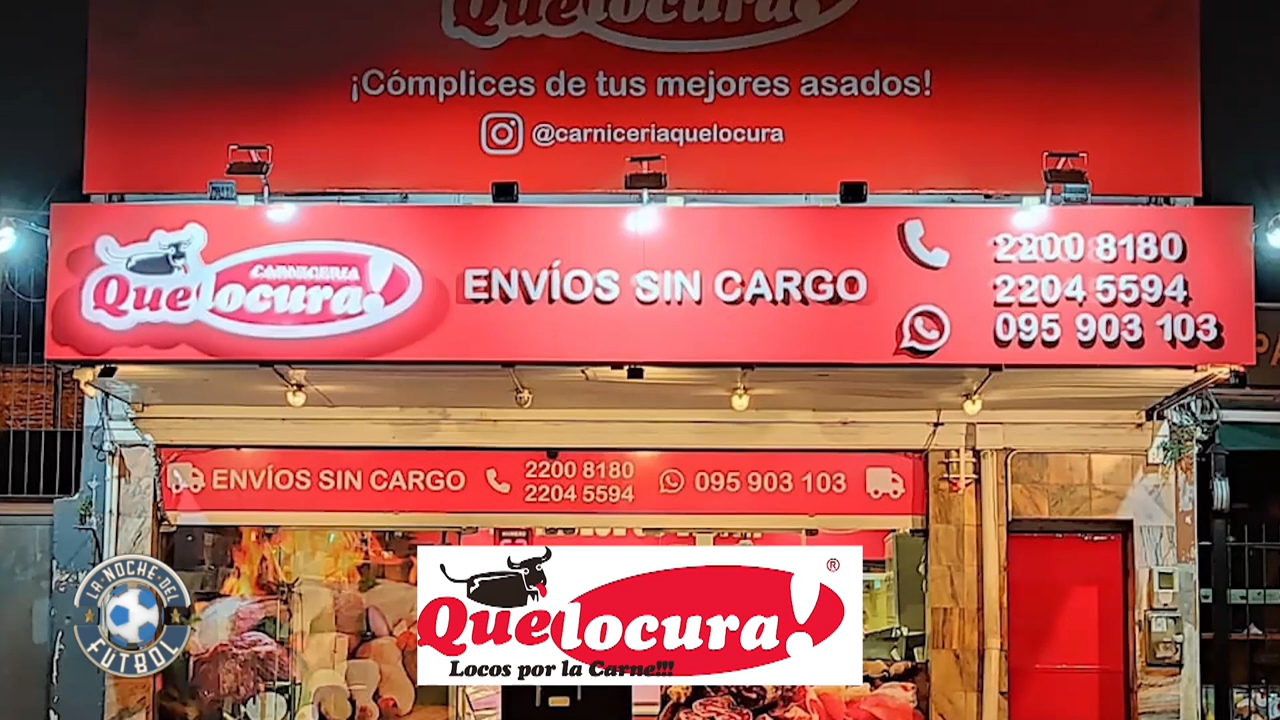 Quelocura!
¡Cómplices de tus mejores asados!
@carniceriaquelocura
CARNICERIA
Quelocura!
ENVÍOS SIN CARGO
2200 8180
2204 5594
095 903 103
ENVÍOS SIN CARGO
2200 8180
2204 5594
095 903 103
LA NOCHE DEL
FUTBOL
Quelocura!®
Locos por la Carne!!!